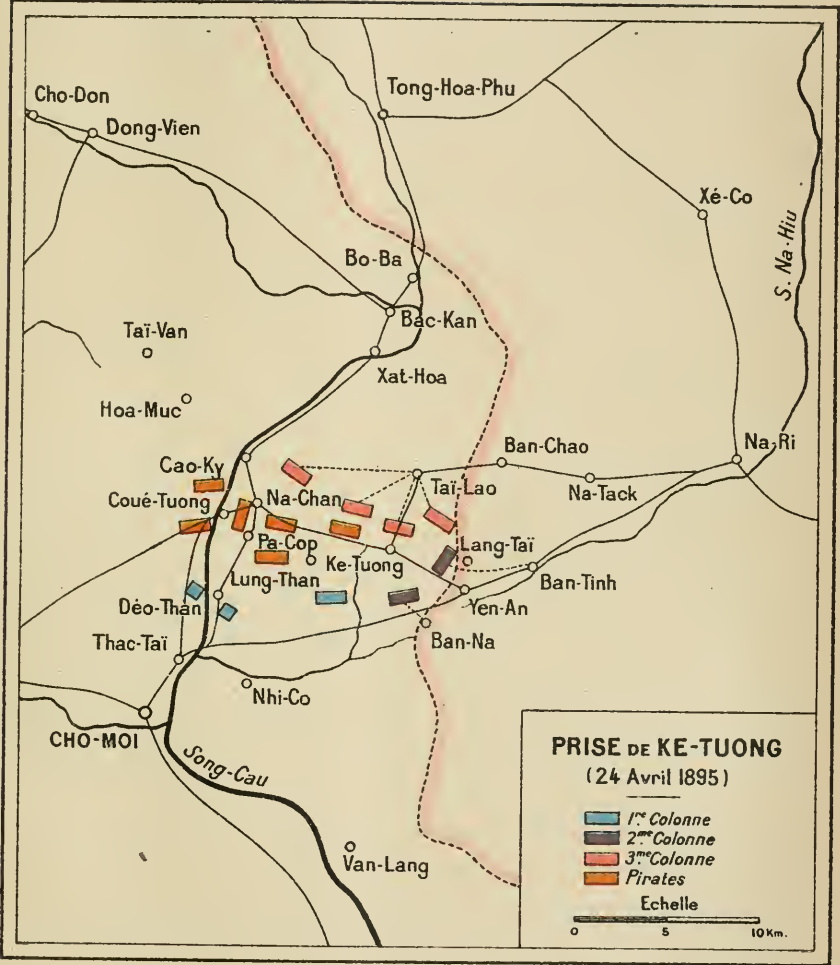 Cho-Don
Dong-Vien
Tong-Hoa-Phu
Xé-Co
S. Na-Hiu
Bo-Ba
Bac-Kan
Taï-Van
Xat-Hoa
Hoa-Muc
Cao-Ky
Ban-Chao
Na-Ri
Coué-Tuong
Na-Chan
Taï-Lao
Na-Tack
Pa-Cop
Ke-Tuong
Lang-Taï
Lung-Than
Ban-Tinh
Déo-Than
Yen-An
Thac-Taï
Ban-Na
Nhi-Co
CHO-MOI
Song-Cau
Van-Lang
PRISE DE KE-TUONG
(24 Avril 1895)
1re Colonne
2me Colonne
3me Colonne
Pirates
Echelle
0 5 10 Km.